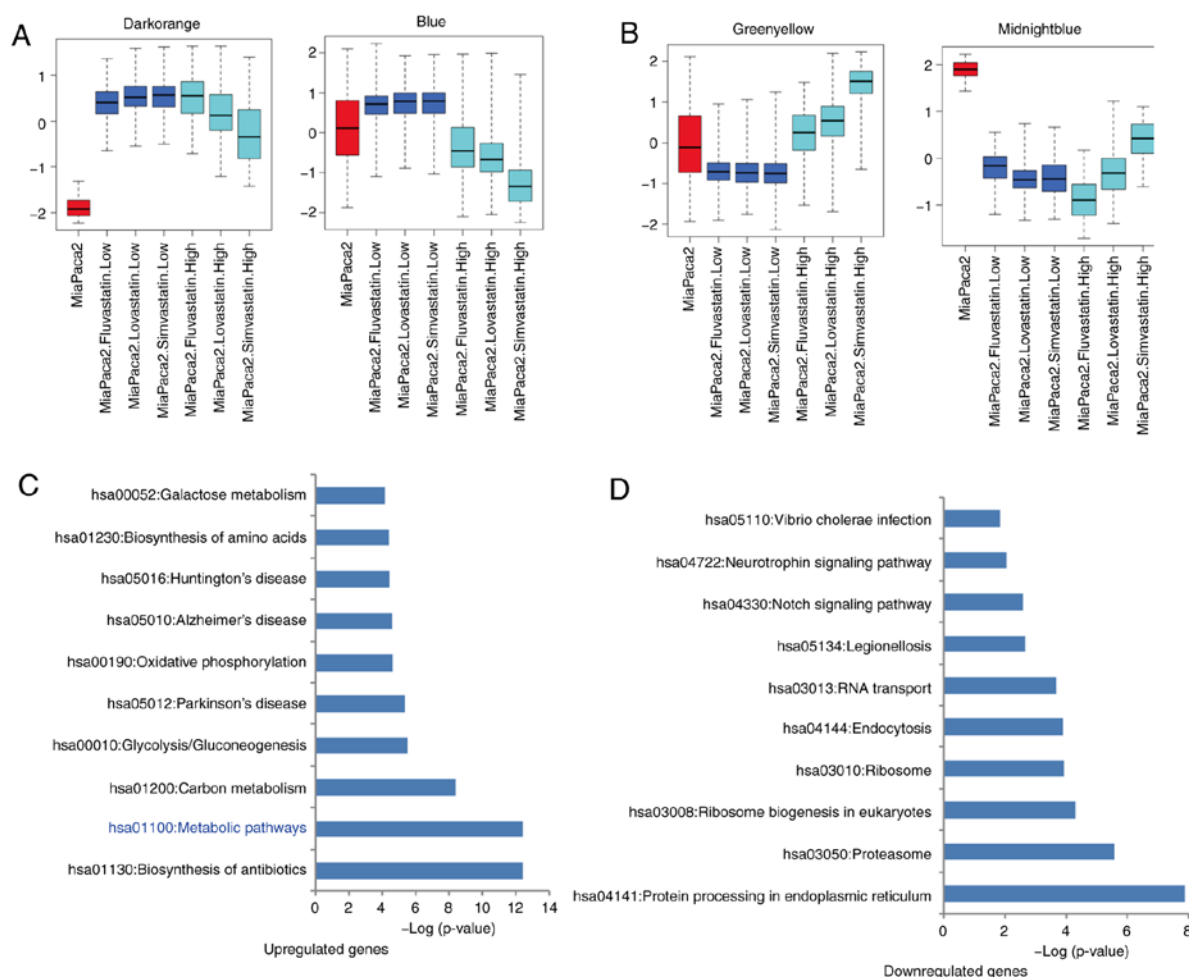 A
Darkorange
1
0
−1
−2
MiaPaca2
MiaPaca2.Fluvastatin.Low
MiaPaca2.Lovastatin.Low
MiaPaca2.Simvastatin.Low
MiaPaca2.Fluvastatin.High
MiaPaca2.Lovastatin.High
MiaPaca2.Simvastatin.High
Blue
2
1
0
−1
−2
MiaPaca2
MiaPaca2.Fluvastatin.Low
MiaPaca2.Lovastatin.Low
MiaPaca2.Simvastatin.Low
MiaPaca2.Fluvastatin.High
MiaPaca2.Lovastatin.High
MiaPaca2.Simvastatin.High
B
Greenyellow
2
1
0
−1
−2
MiaPaca2
MiaPaca2.Fluvastatin.Low
MiaPaca2.Lovastatin.Low
MiaPaca2.Simvastatin.Low
MiaPaca2.Fluvastatin.High
MiaPaca2.Lovastatin.High
MiaPaca2.Simvastatin.High
Midnightblue
2
1
0
−1
MiaPaca2
MiaPaca2.Fluvastatin.Low
MiaPaca2.Lovastatin.Low
MiaPaca2.Simvastatin.Low
MiaPaca2.Fluvastatin.High
MiaPaca2.Lovastatin.High
MiaPaca2.Simvastatin.High
C
hsa00052:Galactose metabolism
hsa01230:Biosynthesis of amino acids
hsa05016:Huntington's disease
hsa05010:Alzheimer's disease
hsa00190:Oxidative phosphorylation
hsa05012:Parkinson's disease
hsa00010:Glycolysis/Gluconeogenesis
hsa01200:Carbon metabolism
hsa01100:Metabolic pathways
hsa01130:Biosynthesis of antibiotics
0 2 4 6 8 10 12 14
−Log (p-value)
Upregulated genes
D
hsa05110:Vibrio cholerae infection
hsa04722:Neurotrophin signaling pathway
hsa04330:Notch signaling pathway
hsa05134:Legionellosis
hsa03013:RNA transport
hsa04144:Endocytosis
hsa03010:Ribosome
hsa03008:Ribosome biogenesis in eukaryotes
hsa03050:Proteasome
hsa04141:Protein processing in endoplasmic reticulum
0 2 4 6 8
−Log (p-value)
Downregulated genes